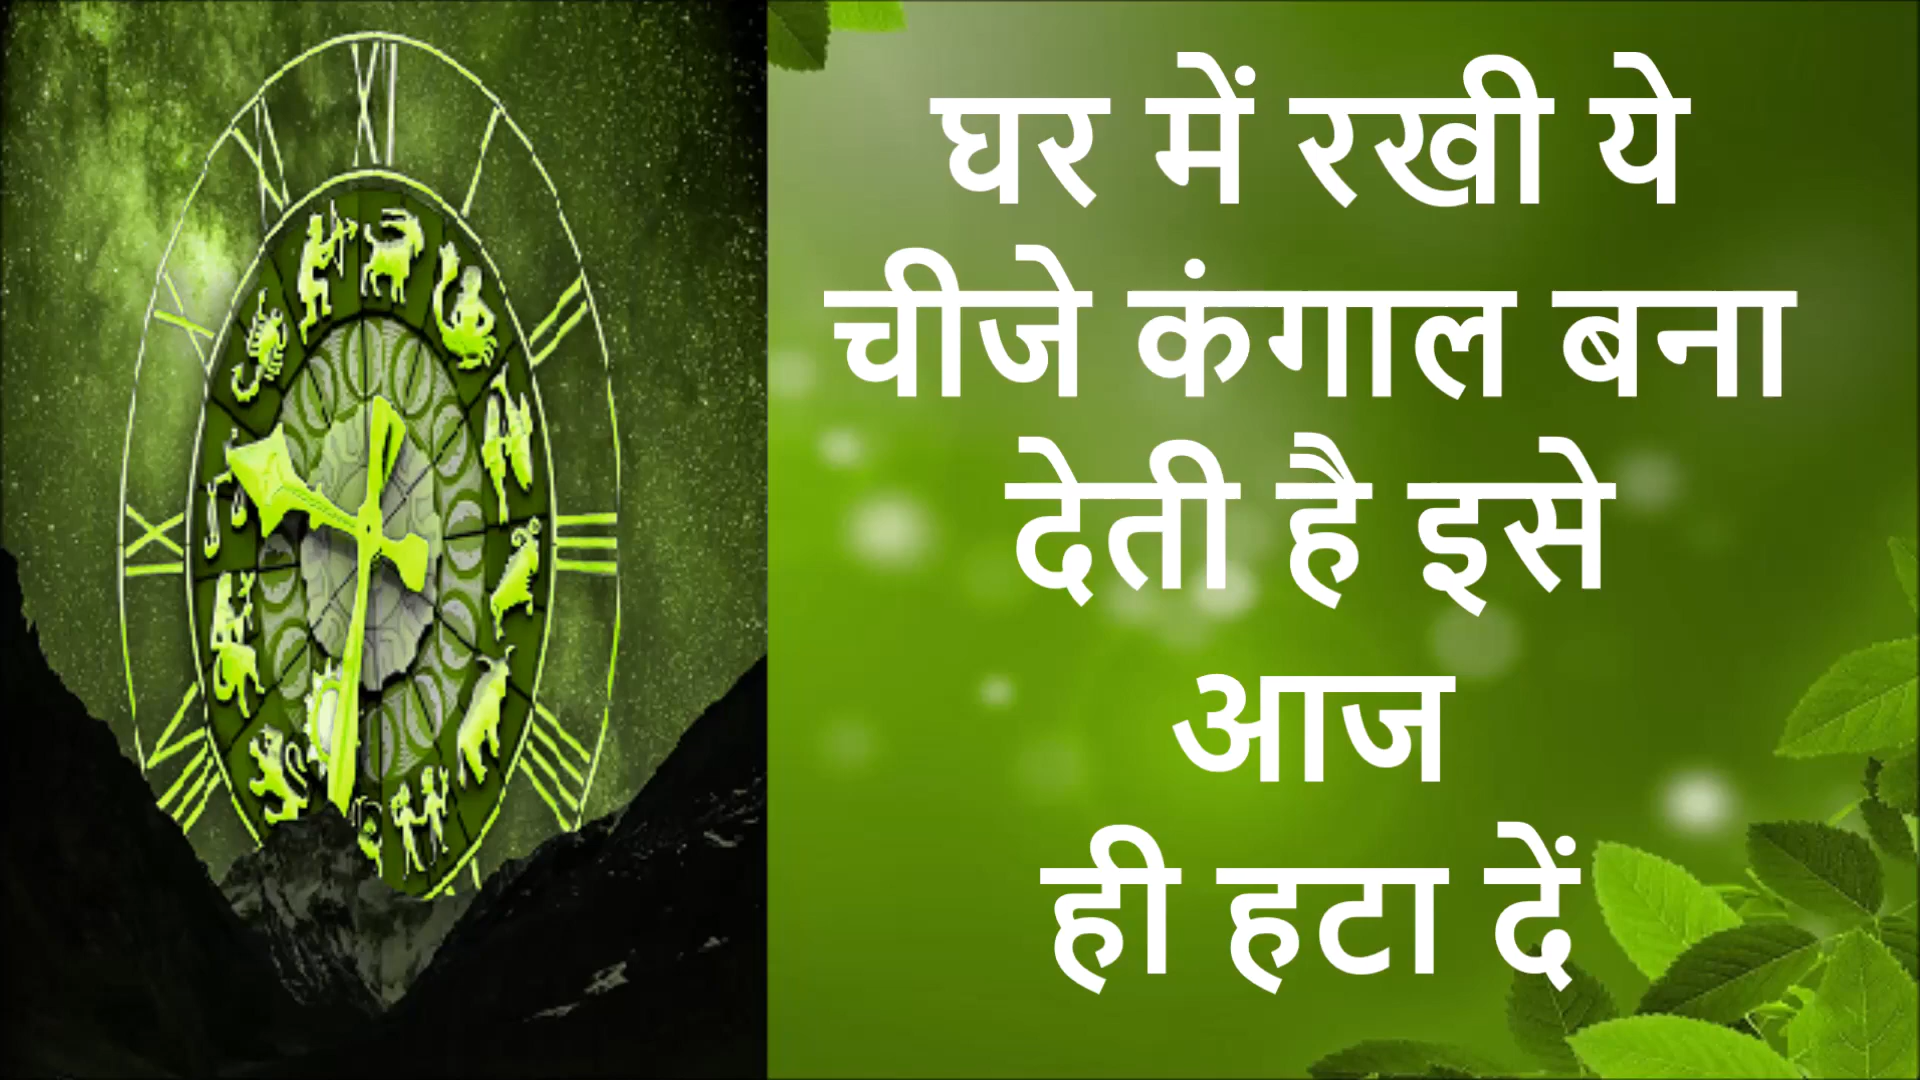 घर में रखी ये
चीजे कंगाल बना
देती है इसे
आज
ही हटा दें